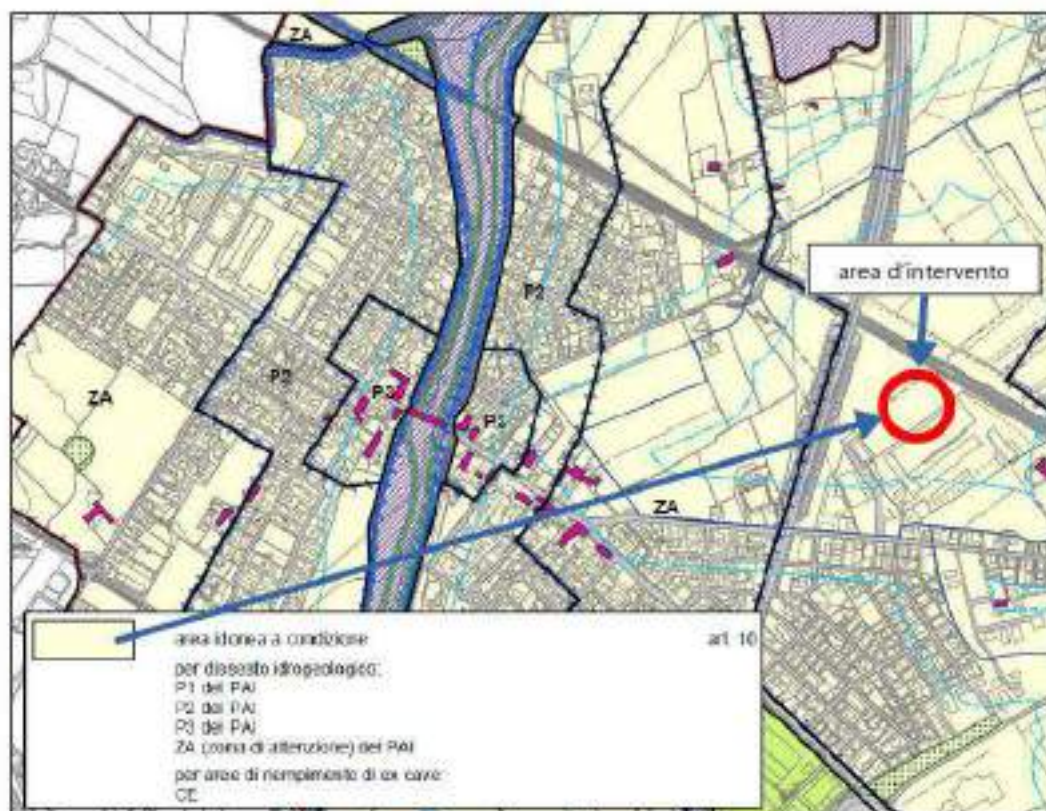 ZA
P2
area d'intervento
ZA
P2
P3
P3
ZA
area idonea a condizione art. 10
per dissesto idrogeologico:
P1 del PAI
P2 del PAI
P3 del PAI
ZA (zona di attenzione) del PAI
per aree di riempimento di ex cave:
CE